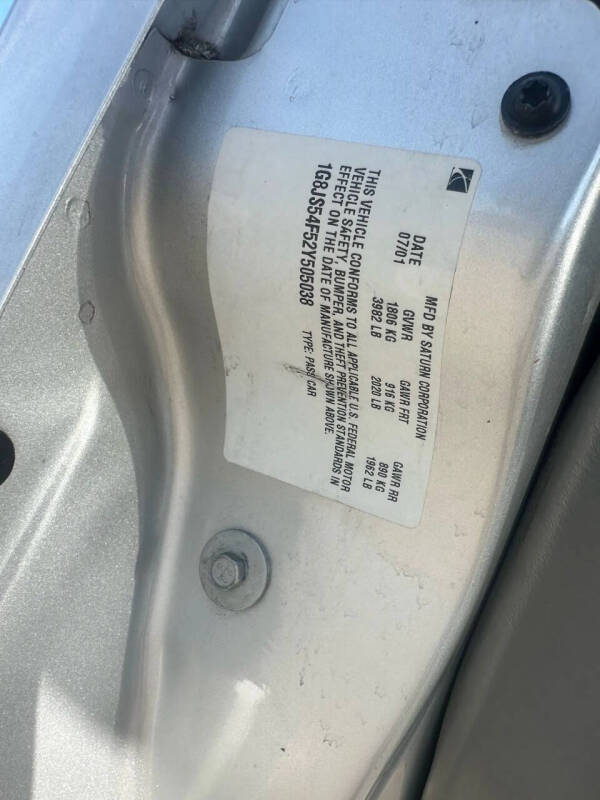 MFD BY SATURN CORPORATION
DATE GVWR GAWR FRT GAWR RR
07/01 1806 KG 916 KG 890 KG
3982 LB 2020 LB 1962 LB
THIS VEHICLE CONFORMS TO ALL APPLICABLE U.S. FEDERAL MOTOR
VEHICLE SAFETY, BUMPER, AND THEFT PREVENTION STANDARDS IN
EFFECT ON THE DATE OF MANUFACTURE SHOWN ABOVE.
1G8JS54F52Y505038 TYPE: PASS CAR